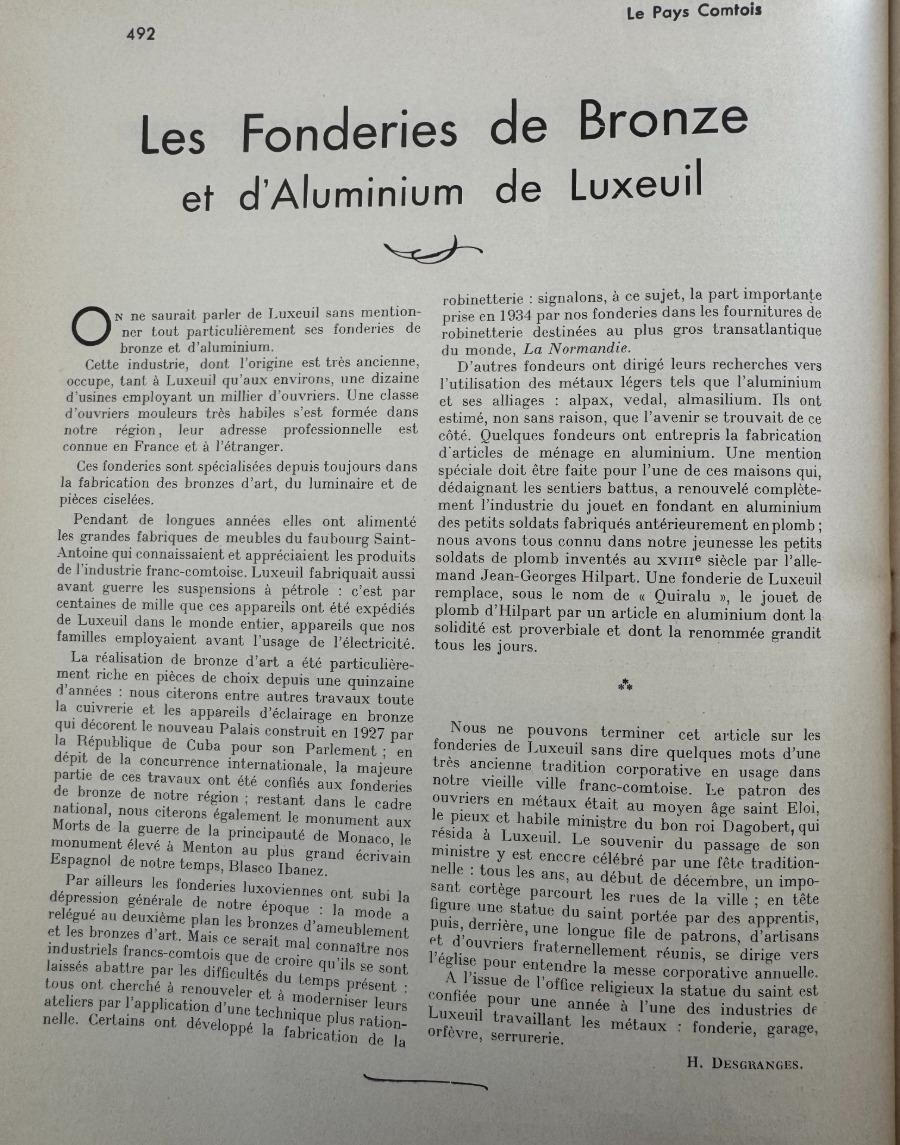 492
Le Pays Comtois
Les Fonderies de Bronze
et d'Aluminium de Luxeuil
ON ne saurait parler de Luxeuil sans mention-
ner tout particulièrement ses fonderies de
bronze et d'aluminium.
Cette industrie, dont l'origine est très ancienne,
occupe, tant à Luxeuil qu'aux environs, une dizaine
d'usines employant un millier d'ouvriers. Une classe
d'ouvriers mouleurs très habiles s'est formée dans
notre région, leur adresse professionnelle est
connue en France et à l'étranger.
Ces fonderies sont spécialisées depuis toujours dans
la fabrication des bronzes d'art, du luminaire et de
pièces ciselées.
Pendant de longues années elles ont alimenté
les grandes fabriques de meubles du faubourg Saint-
Antoine qui connaissaient et appréciaient les produits
de l'industrie franc-comtoise. Luxeuil fabriquait aussi
avant guerre les suspensions à pétrole : c'est par
centaines de mille que ces appareils ont été expédiés
de Luxeuil dans le monde entier, appareils que nos
familles employaient avant l'usage de l'électricité.
La réalisation de bronze d'art a été particulière-
ment riche en pièces de choix depuis une quinzaine
d'années : nous citerons entre autres travaux toute
la cuivrerie et les appareils d'éclairage en bronze
qui décorent le nouveau Palais construit en 1927 par
la République de Cuba pour son Parlement ; en
dépit de la concurrence internationale, la majeure
partie de ces travaux ont été confiés aux fonderies
de bronze de notre région ; restant dans le cadre
national, nous citerons également le monument aux
Morts de la guerre de la principauté de Monaco, le
monument élevé à Menton au plus grand écrivain
Espagnol de notre temps, Blasco Ibanez.
Par ailleurs les fonderies luxoviennes ont subi la
dépression générale de notre époque : la mode a
relégué au deuxième plan les bronzes d'ameublement
et les bronzes d'art. Mais ce serait mal connaître nos
industriels francs-comtois que de croire qu'ils se sont
laissés abattre par les difficultés du temps présent :
tous ont cherché à renouveler et à moderniser leurs
ateliers par l'application d'une technique plus ration-
nelle. Certains ont développé la fabrication de la
robinetterie : signalons, à ce sujet, la part importante
prise en 1934 par nos fonderies dans les fournitures de
robinetterie destinées au plus gros transatlantique
du monde, La Normandie.
D'autres fondeurs ont dirigé leurs recherches vers
l'utilisation des métaux légers tels que l'aluminium
et ses alliages : alpax, vedal, almasilium. Ils ont
estimé, non sans raison, que l'avenir se trouvait de ce
côté. Quelques fondeurs ont entrepris la fabrication
d'articles de ménage en aluminium. Une mention
spéciale doit être faite pour l'une de ces maisons qui,
dédaignant les sentiers battus, a renouvelé complète-
ment l'industrie du jouet en fondant en aluminium
des petits soldats fabriqués antérieurement en plomb ;
nous avons tous connu dans notre jeunesse les petits
soldats de plomb inventés au XVIIIe siècle par l'alle-
mand Jean-Georges Hilpart. Une fonderie de Luxeuil
remplace, sous le nom de « Quiralu », le jouet de
plomb d'Hilpart par un article en aluminium dont la
solidité est proverbiale et dont la renommée grandit
tous les jours.
⁂
Nous ne pouvons terminer cet article sur les
fonderies de Luxeuil sans dire quelques mots d'une
très ancienne tradition corporative en usage dans
notre vieille ville franc-comtoise. Le patron des
ouvriers en métaux était au moyen âge saint Eloi,
le pieux et habile ministre du bon roi Dagobert, qui
résida à Luxeuil. Le souvenir du passage de son
ministre y est encore célébré par une fête tradition-
nelle : tous les ans, au début de décembre, un impo-
sant cortège parcourt les rues de la ville ; en tête
figure une statue du saint portée par des apprentis,
puis, derrière, une longue file de patrons, d'artisans
et d'ouvriers fraternellement réunis, se dirige vers
l'église pour entendre la messe corporative annuelle.
A l'issue de l'office religieux la statue du saint est
confiée pour une année à l'une des industries de
Luxeuil travaillant les métaux : fonderie, garage,
orfèvre, serrurerie.
H. DESGRANGES.